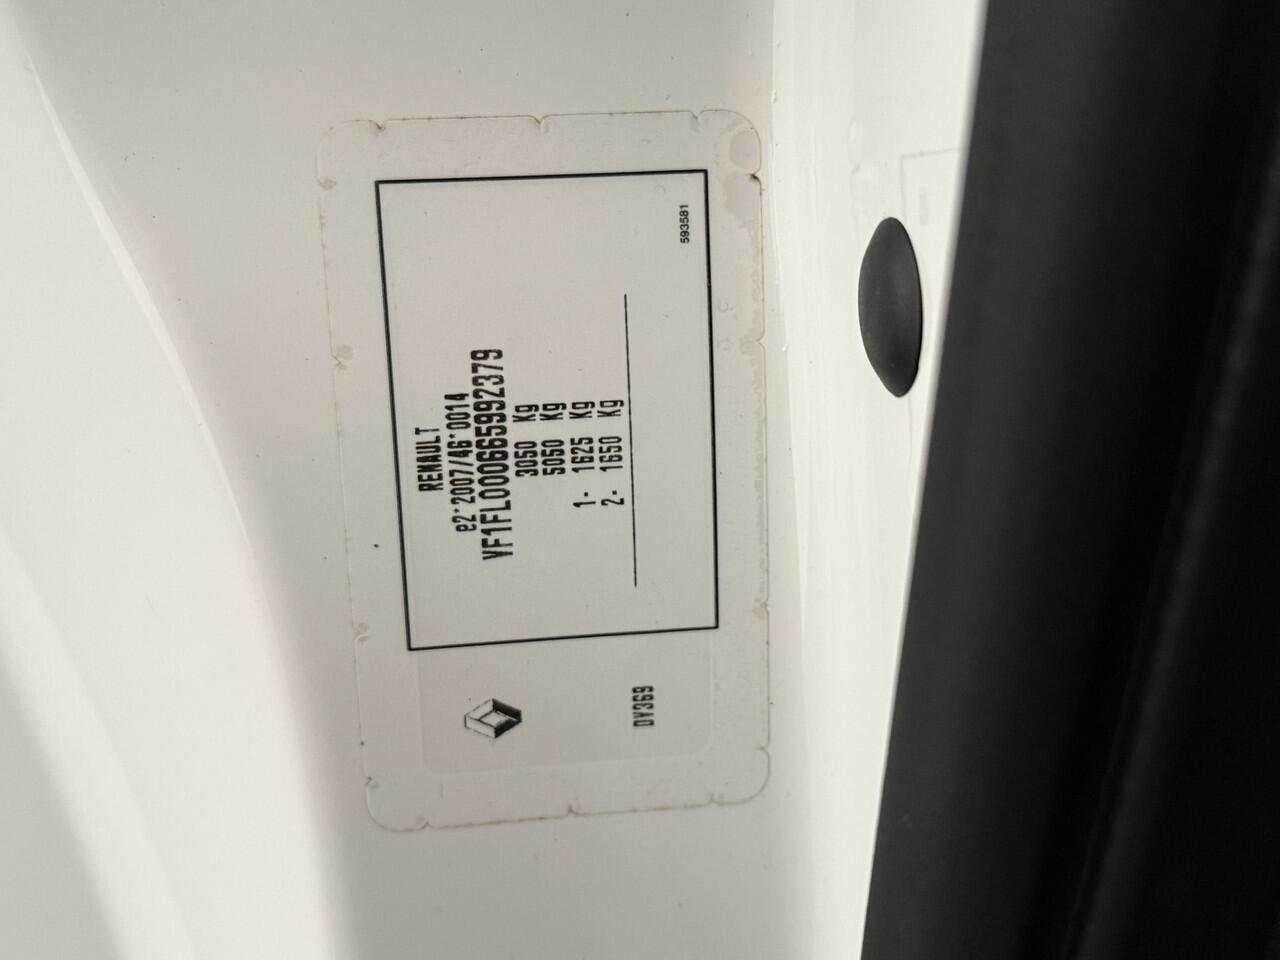 RENAULT
e2*2007/46*0014
VF1FL000665992379
3050 Kg
5050 Kg
1- 1625 Kg
2- 1650 Kg
593581
DV369